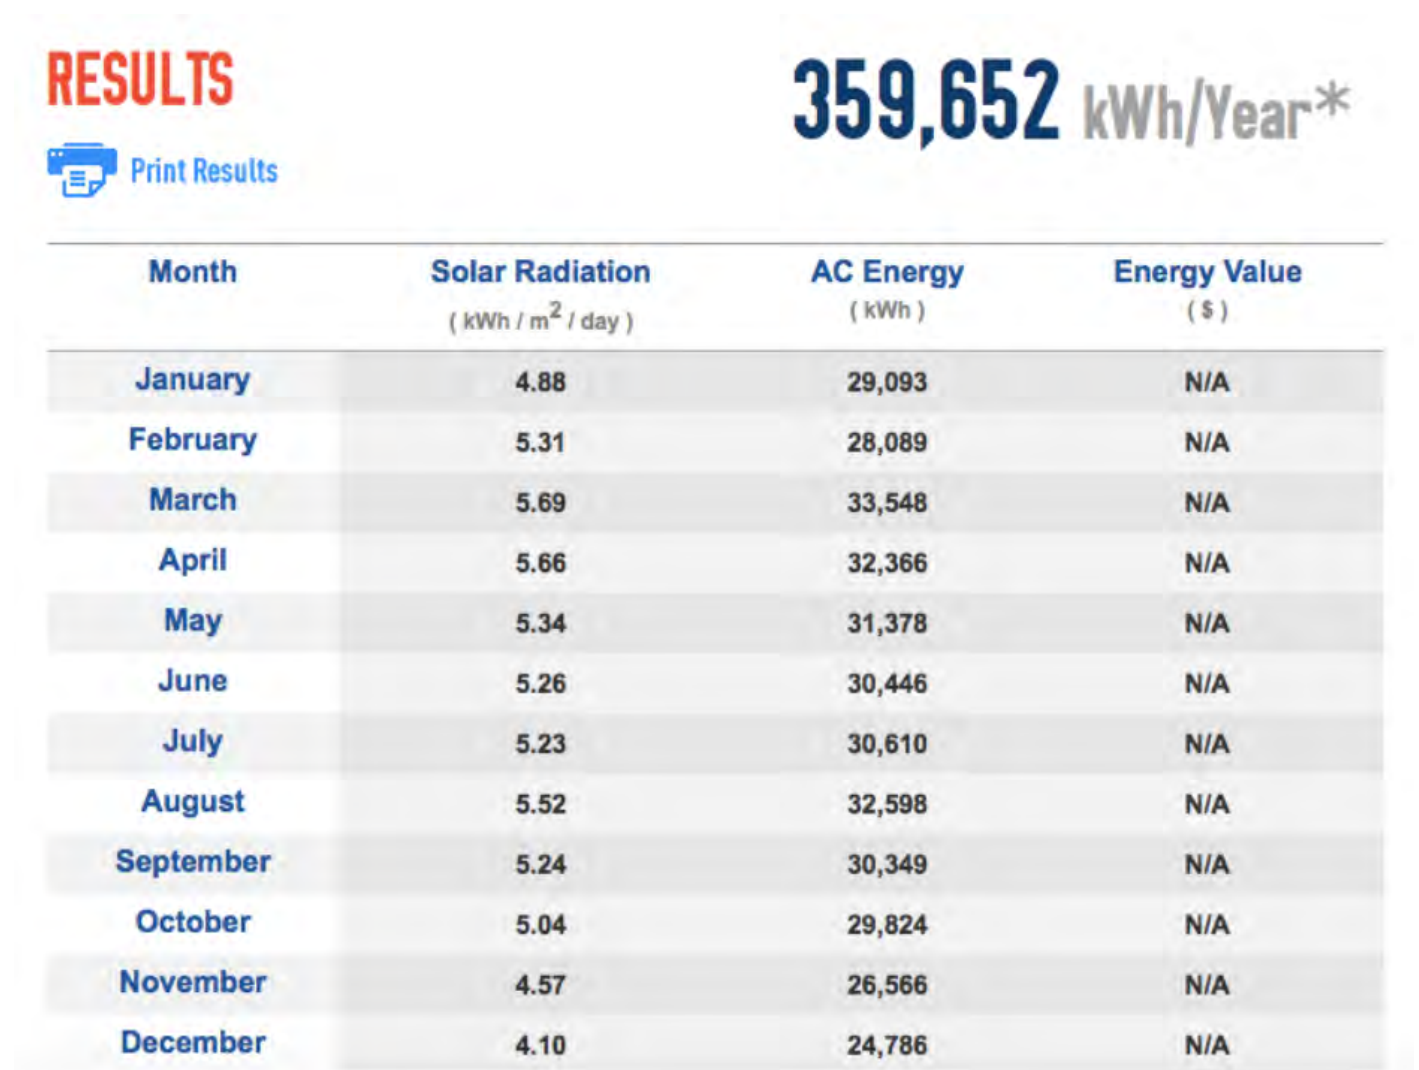 RESULTS
359,652 kWh/Year*
Print Results
Month Solar Radiation AC Energy Energy Value
( kWh / m2 / day ) ( kWh ) ( $ )
January 4.88 29,093 N/A
February 5.31 28,089 N/A
March 5.69 33,548 N/A
April 5.66 32,366 N/A
May 5.34 31,378 N/A
June 5.26 30,446 N/A
July 5.23 30,610 N/A
August 5.52 32,598 N/A
September 5.24 30,349 N/A
October 5.04 29,824 N/A
November 4.57 26,566 N/A
December 4.10 24,786 N/A